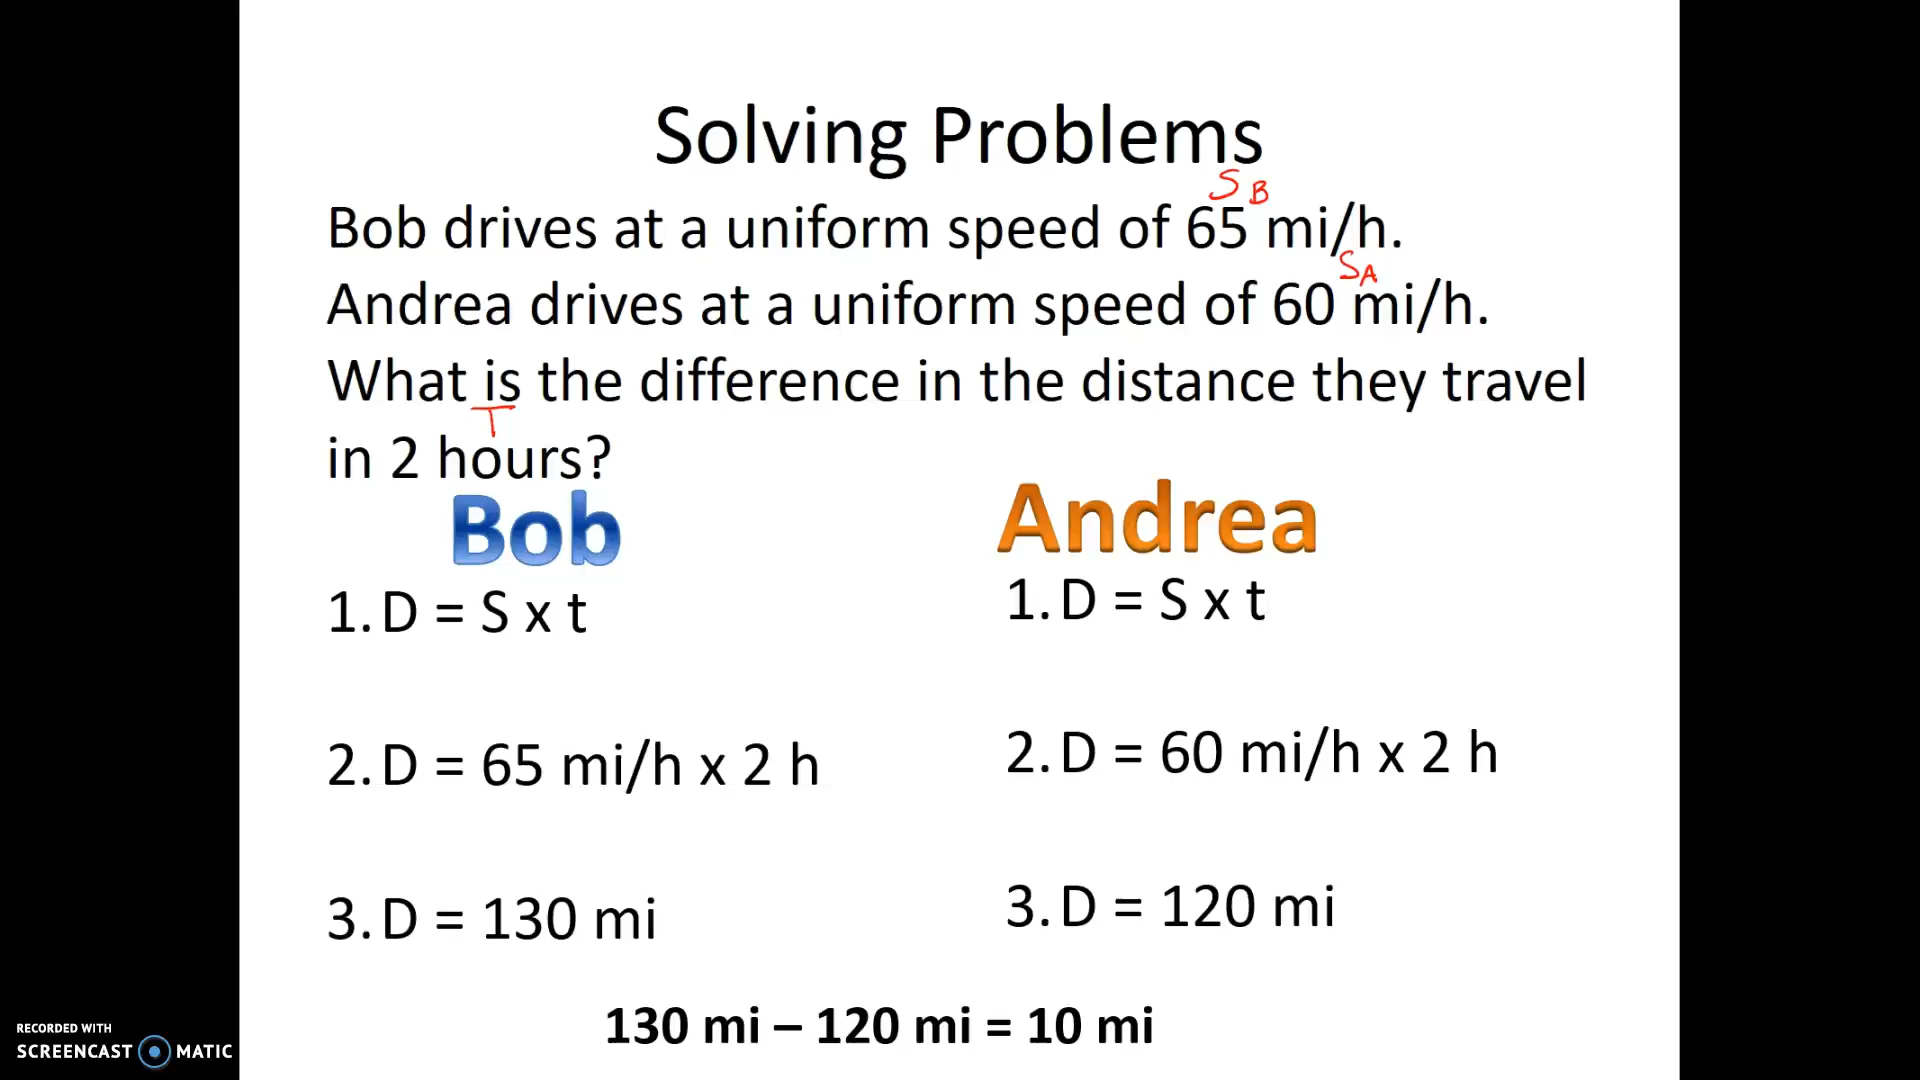 Solving Problems
S B
Bob drives at a uniform speed of 65 mi/h.
SA
Andrea drives at a uniform speed of 60 mi/h.
What is the difference in the distance they travel
T
in 2 hours?
Bob
1. D = S x t
2. D = 65 mi/h x 2 h
3. D = 130 mi
Andrea
1. D = S x t
2. D = 60 mi/h x 2 h
3. D = 120 mi
130 mi – 120 mi = 10 mi
RECORDED WITH
SCREENCAST MATIC